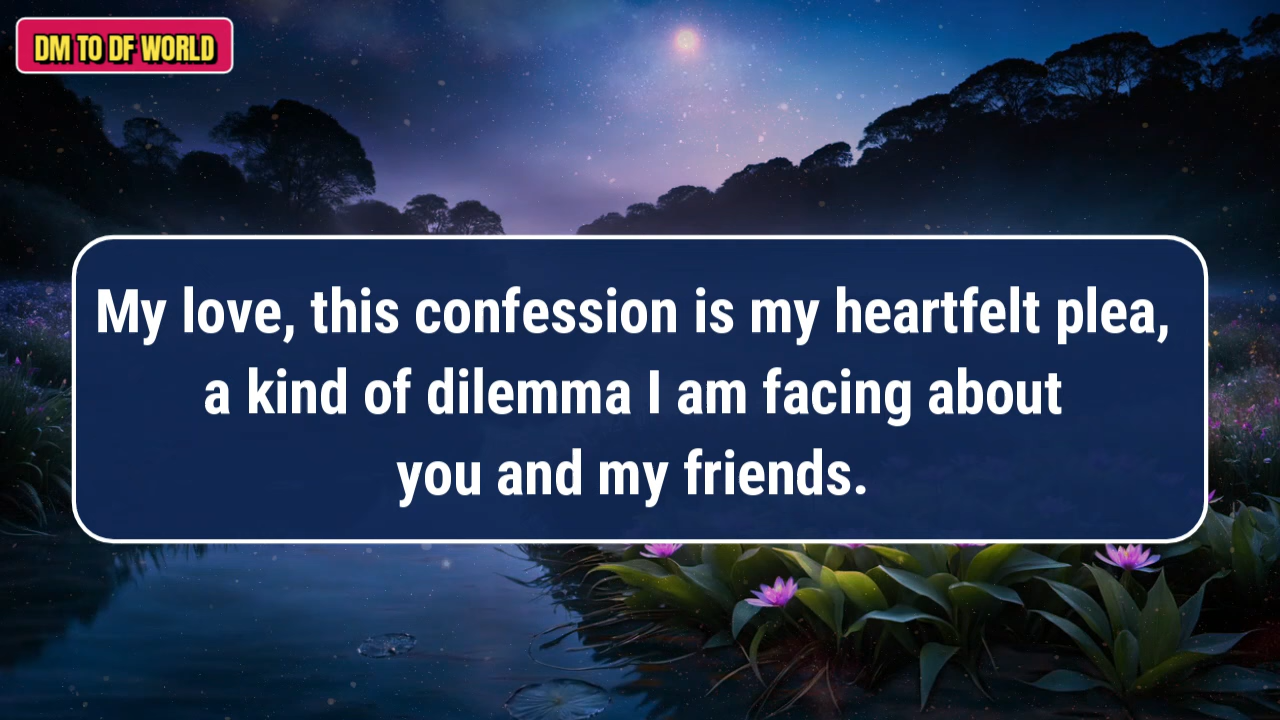 DM TO DF WORLD
My love, this confession is my heartfelt plea,
a kind of dilemma I am facing about
you and my friends.